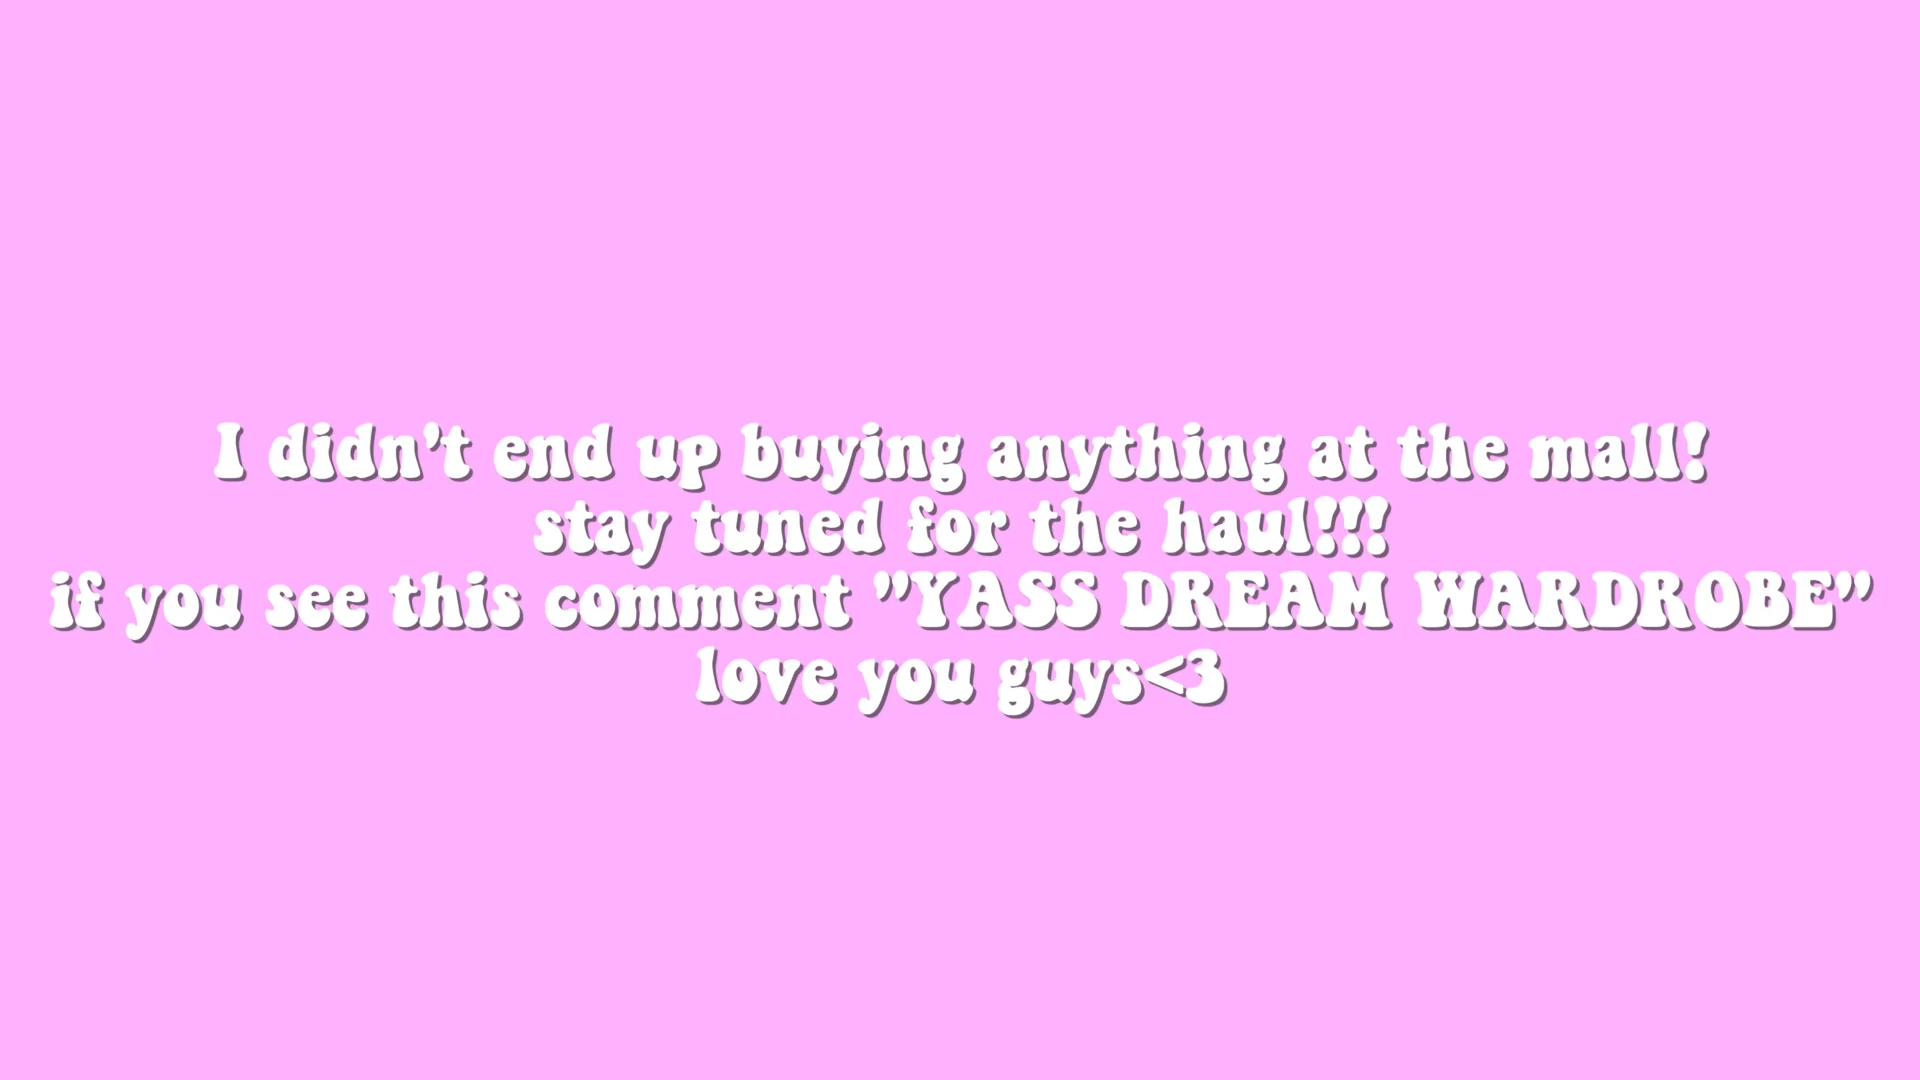 I didn't end up buying anything at the mall!
stay tuned for the haul!!!
if you see this comment "YASS DREAM WARDROBE"
love you guys<3